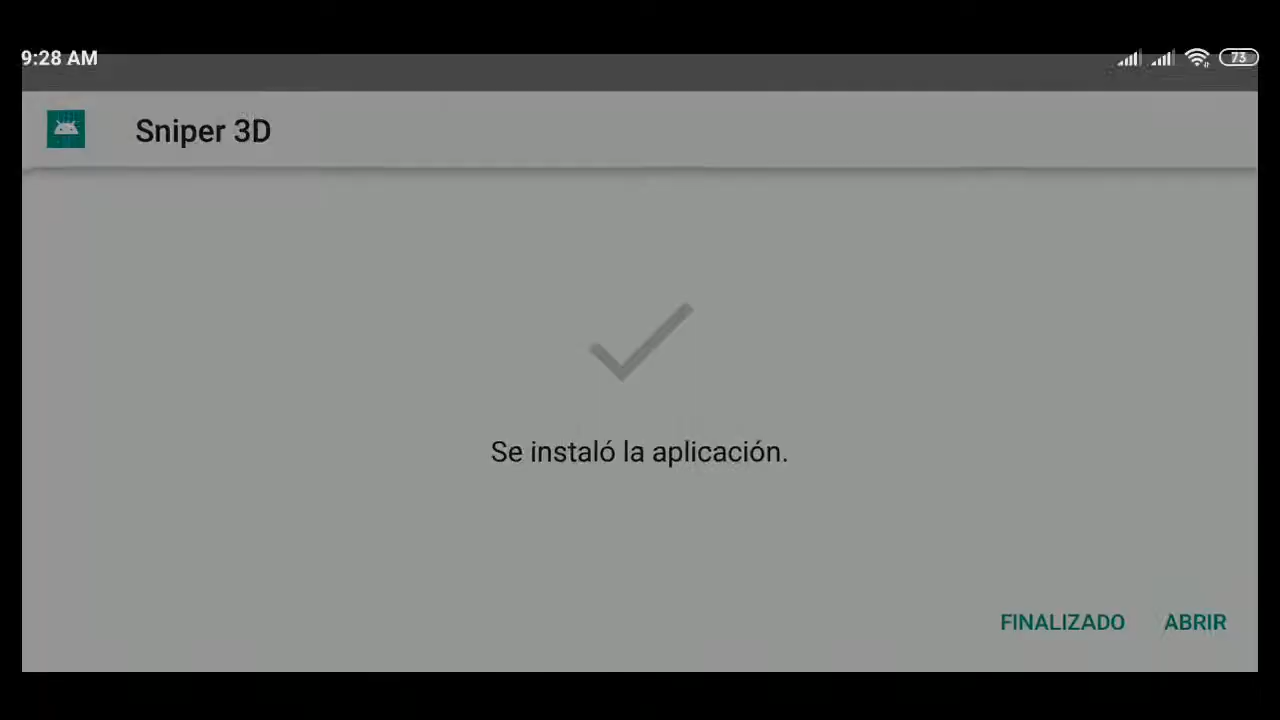 9:28 AM
73
Sniper 3D
Se instaló la aplicación.
FINALIZADO
ABRIR